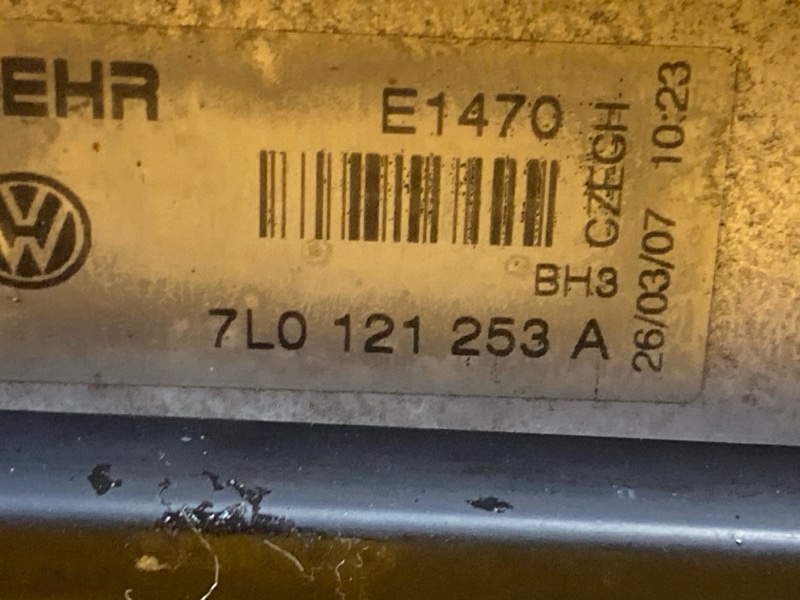 EHR
E1470
CZECH
26/03/07 10:23
BH3
7L0 121 253 A